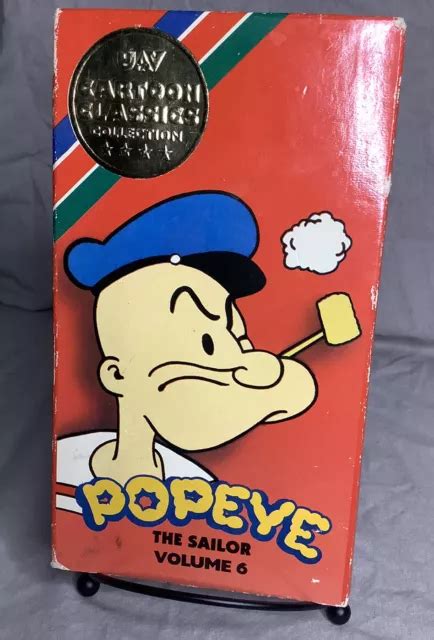 CARTOON
CLASSICS
COLLECTION
POPEYE
THE SAILOR
VOLUME 6